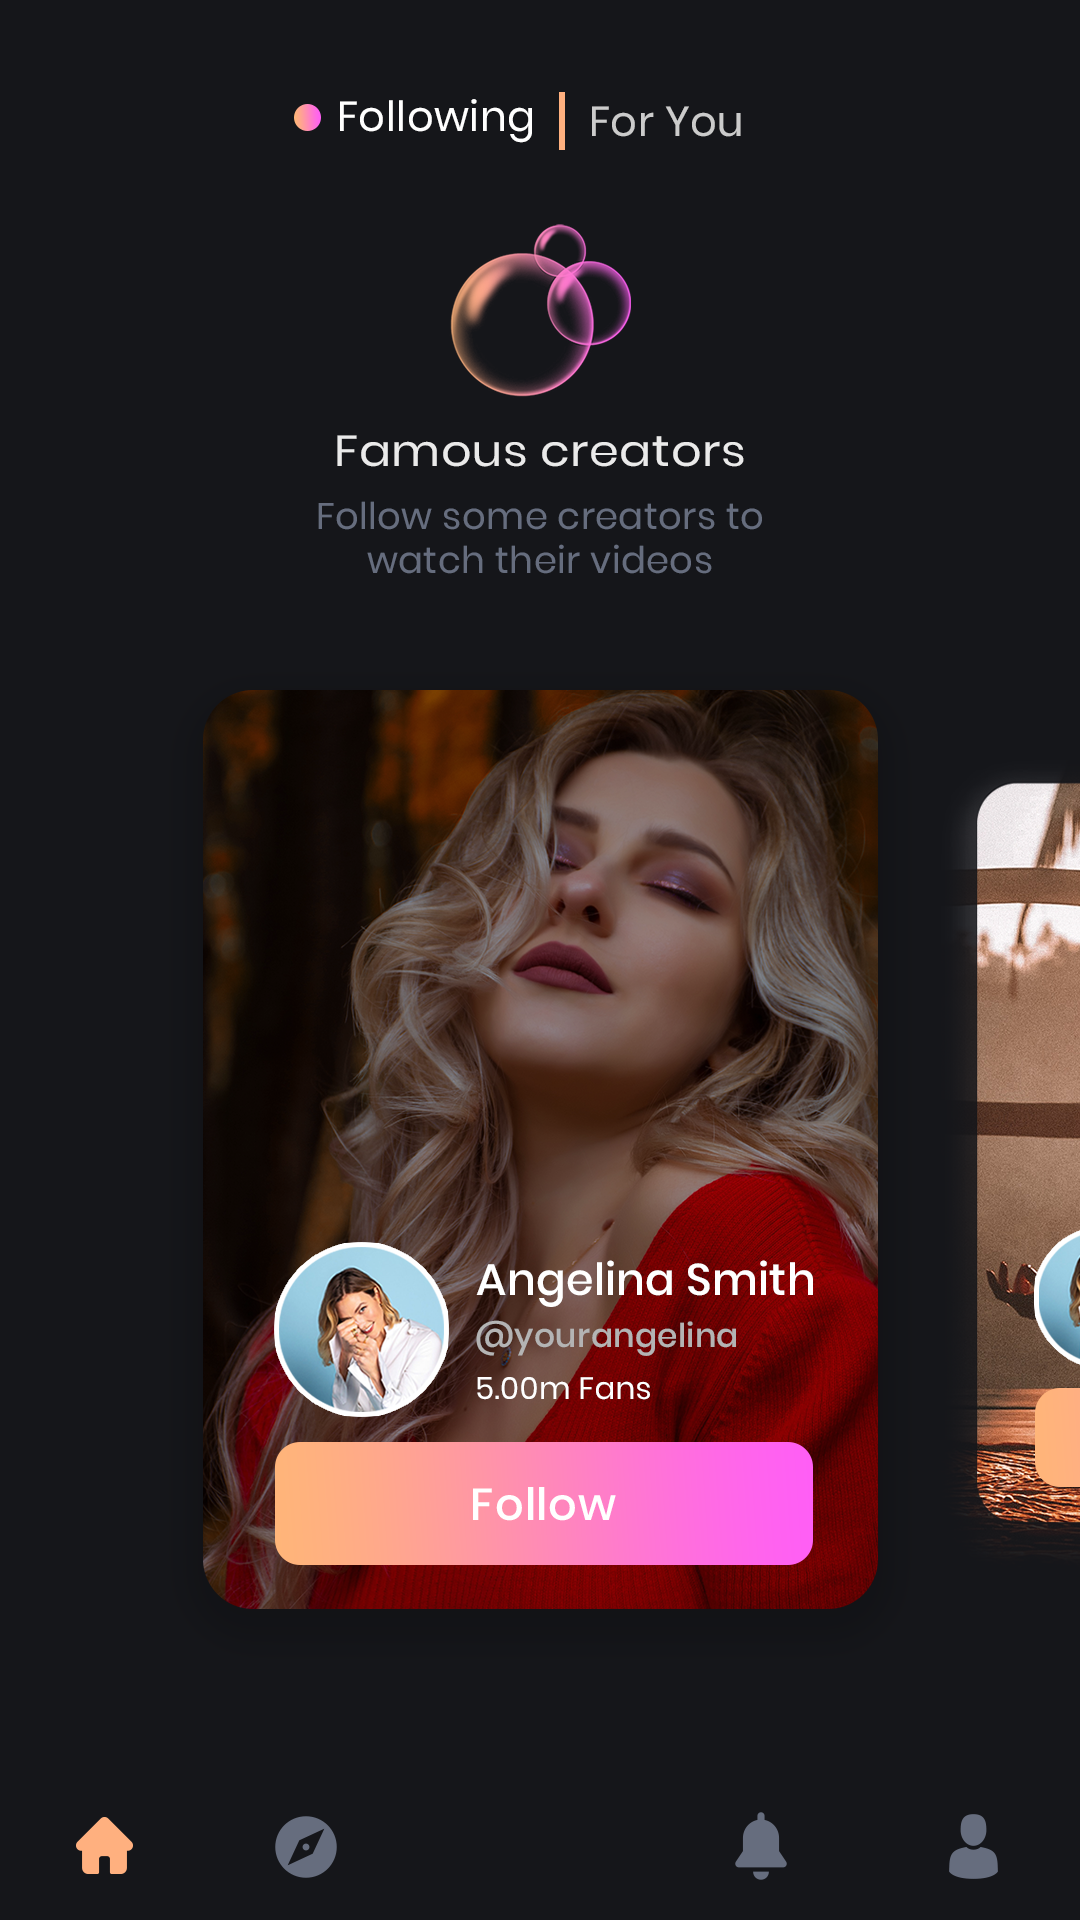 Following
For You
Famous creators
Follow some creators to
watch their videos
Angelina Smith
@yourangelina
5.00m Fans
Follow